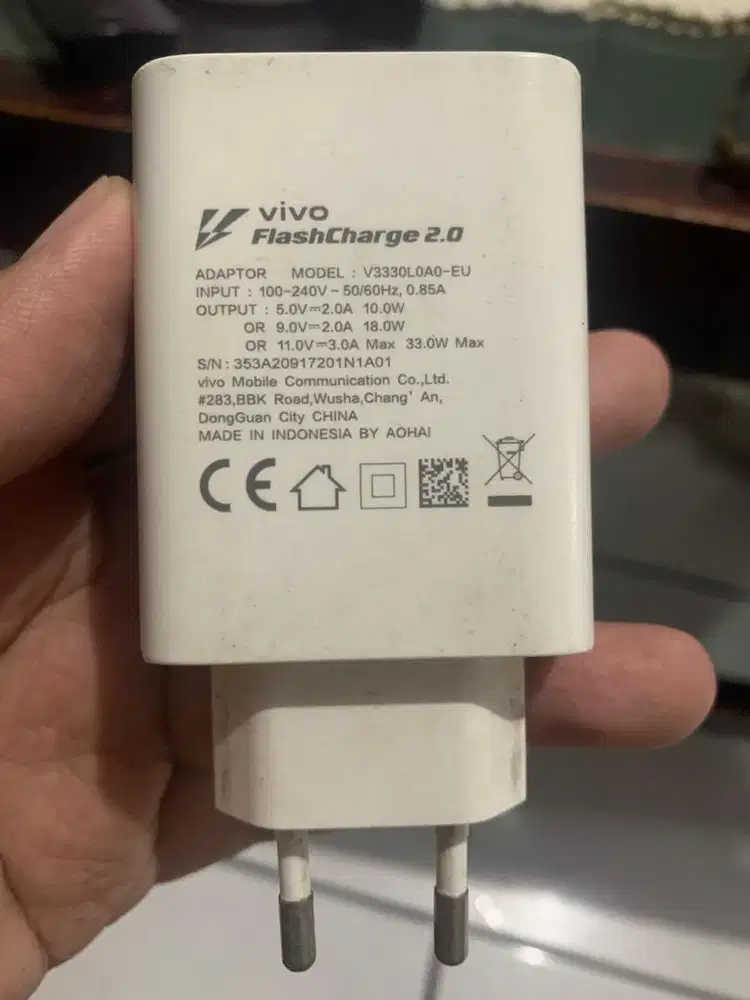 vivo
FlashCharge 2.0
ADAPTOR MODEL : V3330L0A0-EU
INPUT : 100-240V ~ 50/60Hz, 0.85A
OUTPUT : 5.0V⎓2.0A 10.0W
OR 9.0V⎓2.0A 18.0W
OR 11.0V⎓3.0A Max 33.0W Max
S/N : 353A20917201N1A01
vivo Mobile Communication Co.,Ltd.
#283,BBK Road,Wusha,Chang' An,
DongGuan City CHINA
MADE IN INDONESIA BY AOHAI
CE